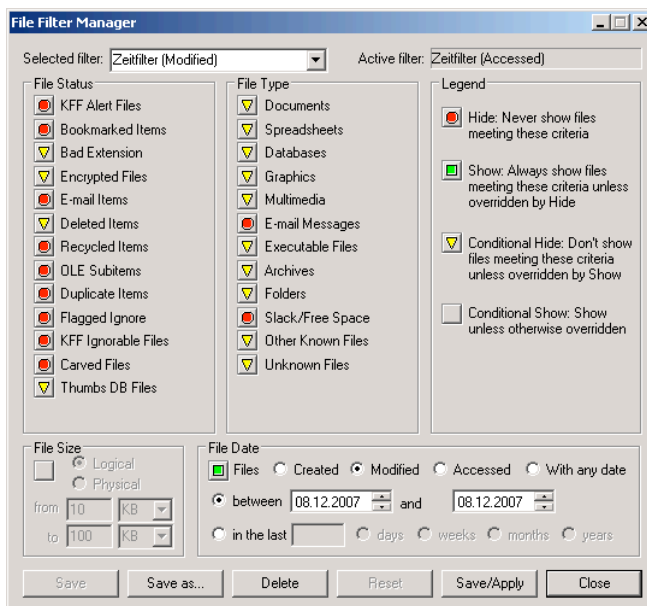 File Filter Manager
Selected filter: Zeitfilter (Modified) Active filter: Zeitfilter (Accessed)
File Status
KFF Alert Files
Bookmarked Items
Bad Extension
Encrypted Files
E-mail Items
Deleted Items
Recycled Items
OLE Subitems
Duplicate Items
Flagged Ignore
KFF Ignorable Files
Carved Files
Thumbs DB Files
File Type
Documents
Spreadsheets
Databases
Graphics
Multimedia
E-mail Messages
Executable Files
Archives
Folders
Slack/Free Space
Other Known Files
Unknown Files
Legend
Hide: Never show files
meeting these criteria
Show: Always show files
meeting these criteria unless
overridden by Hide
Conditional Hide: Don't show
files meeting these criteria
unless overridden by Show
Conditional Show: Show
unless otherwise overridden
File Size
Logical
Physical
from 10 KB
to 100 KB
File Date
Files Created Modified Accessed With any date
between 08.12.2007 and 08.12.2007
in the last days weeks months years
Save Save as... Delete Reset Save/Apply Close